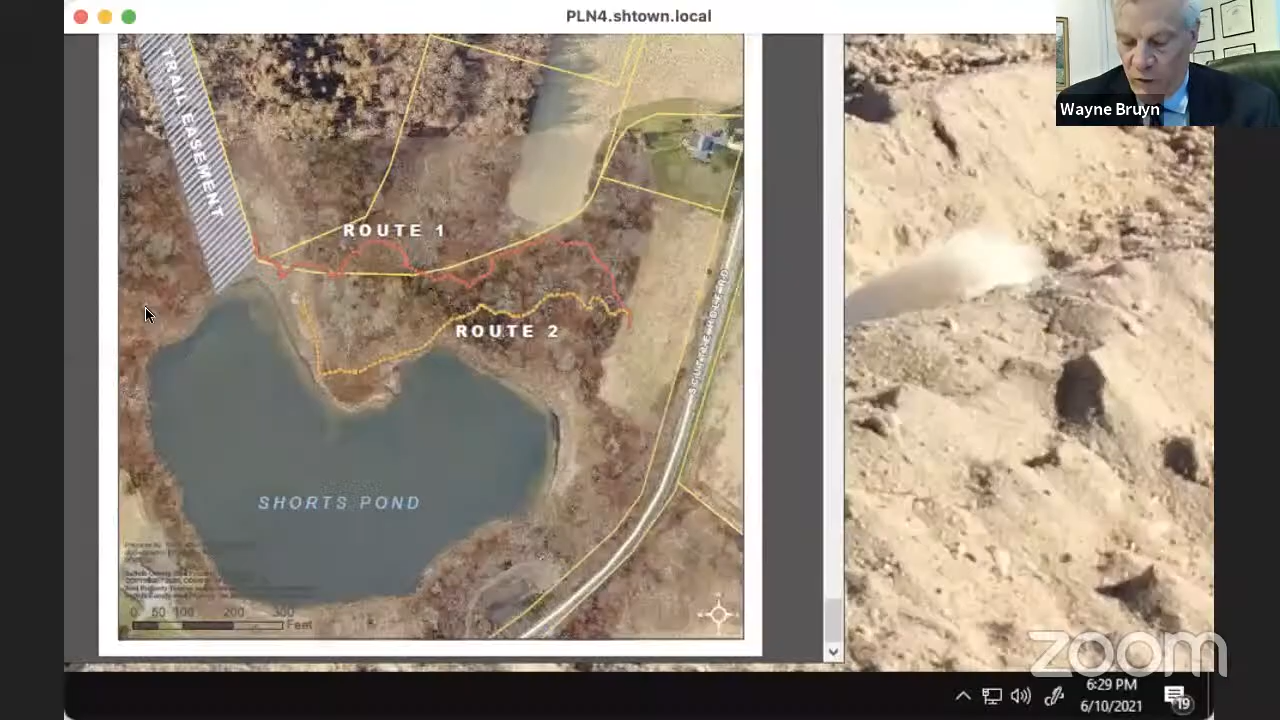 PLN4.shtown.local
Wayne Bruyn
TRAIL EASEMENT
ROUTE 1
ROUTE 2
SHORTS POND
0 50 100 200 300
Feet
zoom
6:29 PM
6/10/2021
19